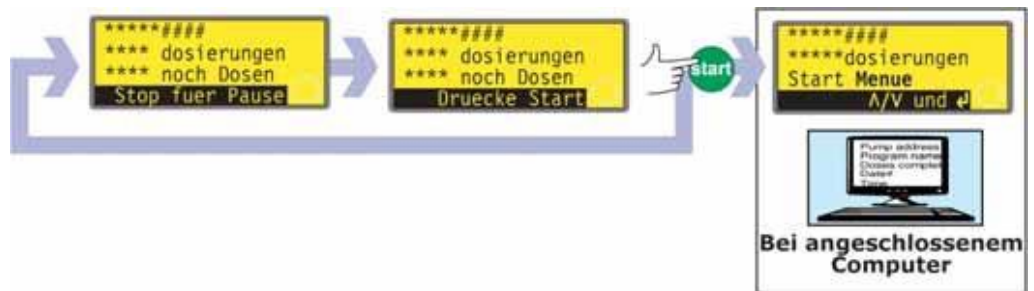 *****####
**** dosierungen
**** noch Dosen
Stop fuer Pause
*****####
**** dosierungen
**** noch Dosen
Druecke Start
start
*****####
*****dosierungen
Start Menue
Λ/V und ↵
Pump address
Program name
Doses complet
Date#
Time
Bei angeschlossenem
Computer